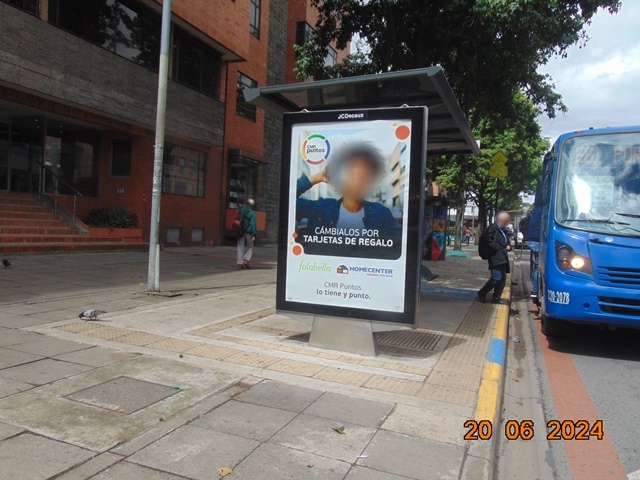 JCDecaux
CMR
puntos
CÁMBIALOS POR
TARJETAS DE REGALO
falabella. HOMECENTER
CMR Puntos
lo tiene y punto.
20 06 2024